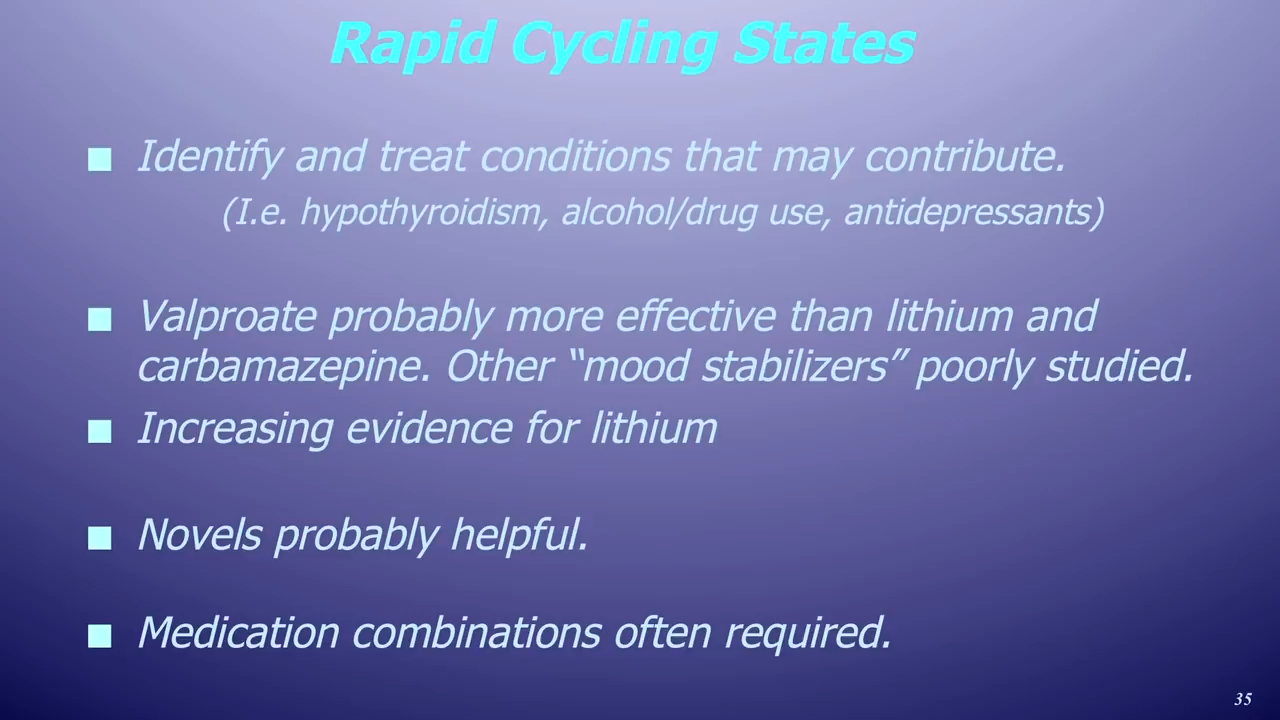 Rapid Cycling States
■ Identify and treat conditions that may contribute.
(I.e. hypothyroidism, alcohol/drug use, antidepressants)
■ Valproate probably more effective than lithium and
carbamazepine. Other “mood stabilizers” poorly studied.
■ Increasing evidence for lithium
■ Novels probably helpful.
■ Medication combinations often required.
35